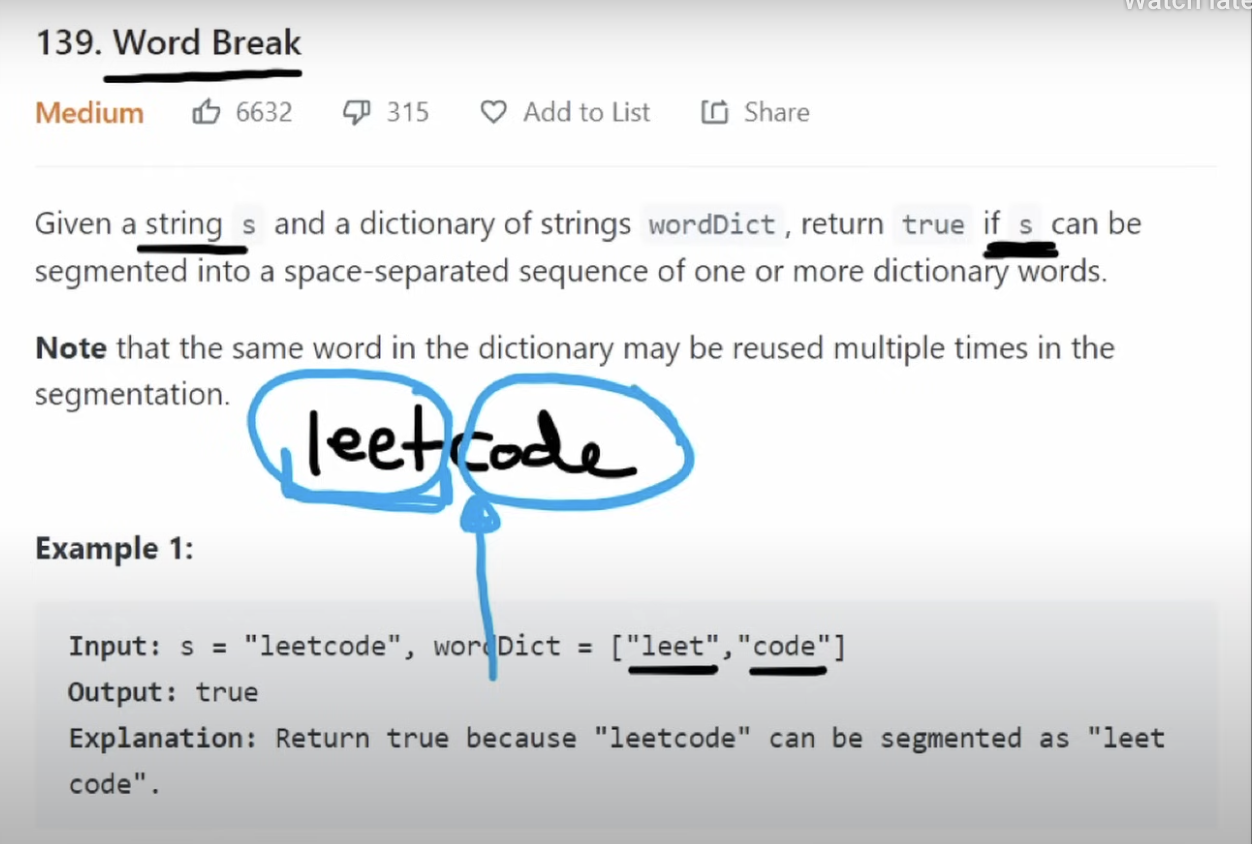 Watch late
139. Word Break
Medium 6632 315 Add to List Share
Given a string s and a dictionary of strings wordDict, return true if s can be
segmented into a space-separated sequence of one or more dictionary words.
Note that the same word in the dictionary may be reused multiple times in the
segmentation.
leetcode
Example 1:
Input: s = "leetcode", wordDict = ["leet","code"]
Output: true
Explanation: Return true because "leetcode" can be segmented as "leet
code".